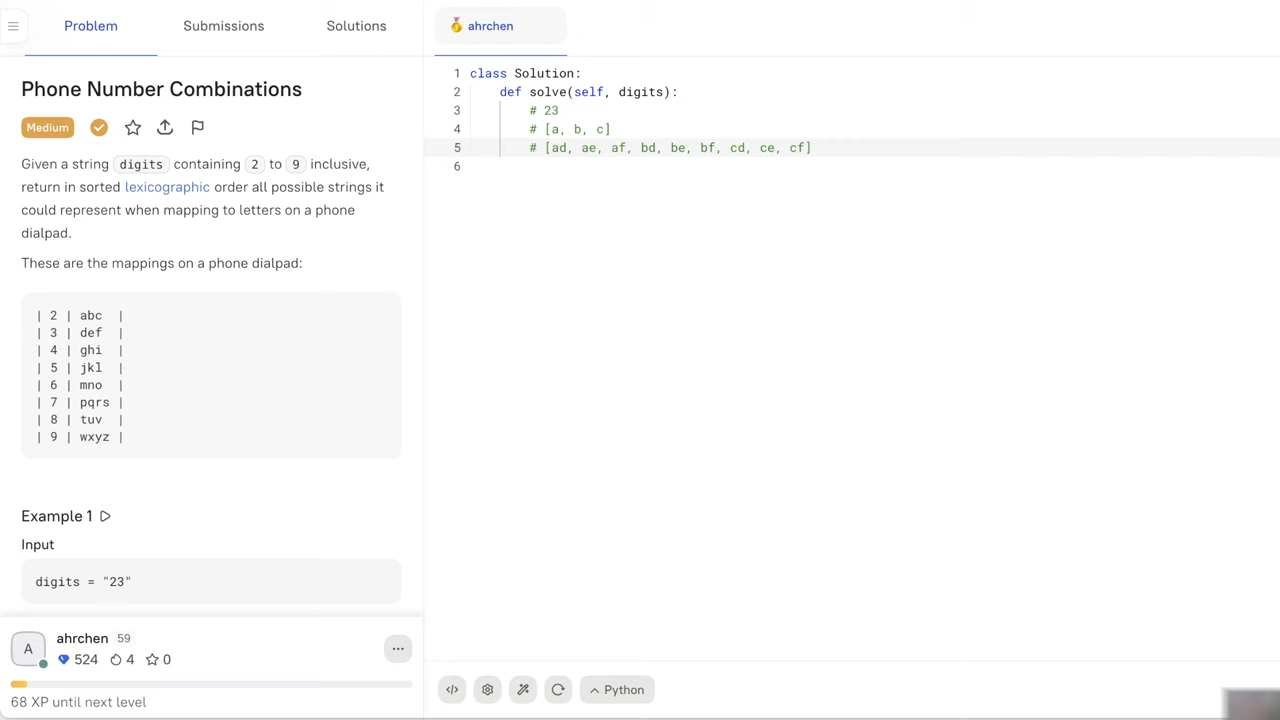 Problem
Submissions
Solutions
Phone Number Combinations
Medium
Given a string digits containing 2 to 9 inclusive,
return in sorted lexicographic order all possible strings it
could represent when mapping to letters on a phone
dialpad.
These are the mappings on a phone dialpad:
| 2 | abc |
| 3 | def |
| 4 | ghi |
| 5 | jkl |
| 6 | mno |
| 7 | pqrs |
| 8 | tuv |
| 9 | wxyz |
Example 1
Input
digits = "23"
A
ahrchen 59
524 4 0
68 XP until next level
ahrchen
1 class Solution:
2 def solve(self, digits):
3 # 23
4 # [a, b, c]
5 # [ad, ae, af, bd, be, bf, cd, ce, cf]
6
Python